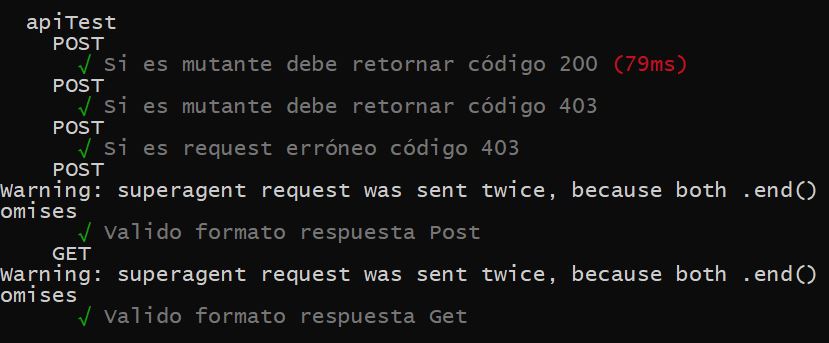 apiTest
POST
√ Si es mutante debe retornar código 200 (79ms)
POST
√ Si es mutante debe retornar código 403
POST
√ Si es request erróneo código 403
POST
Warning: superagent request was sent twice, because both .end()
omises
√ Valido formato respuesta Post
GET
Warning: superagent request was sent twice, because both .end()
omises
√ Valido formato respuesta Get